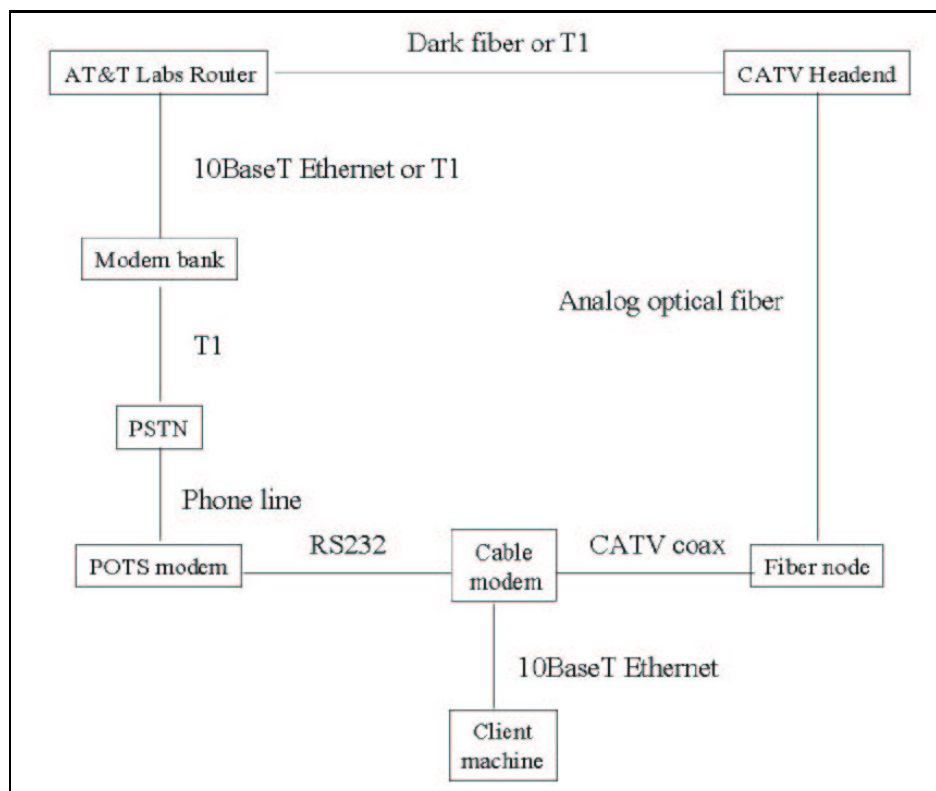 Dark fiber or T1
AT&T Labs Router
CATV Headend
10BaseT Ethernet or T1
Modem bank
Analog optical fiber
T1
PSTN
Phone line
RS232
CATV coax
POTS modem
Cable
modem
Fiber node
10BaseT Ethernet
Client
machine